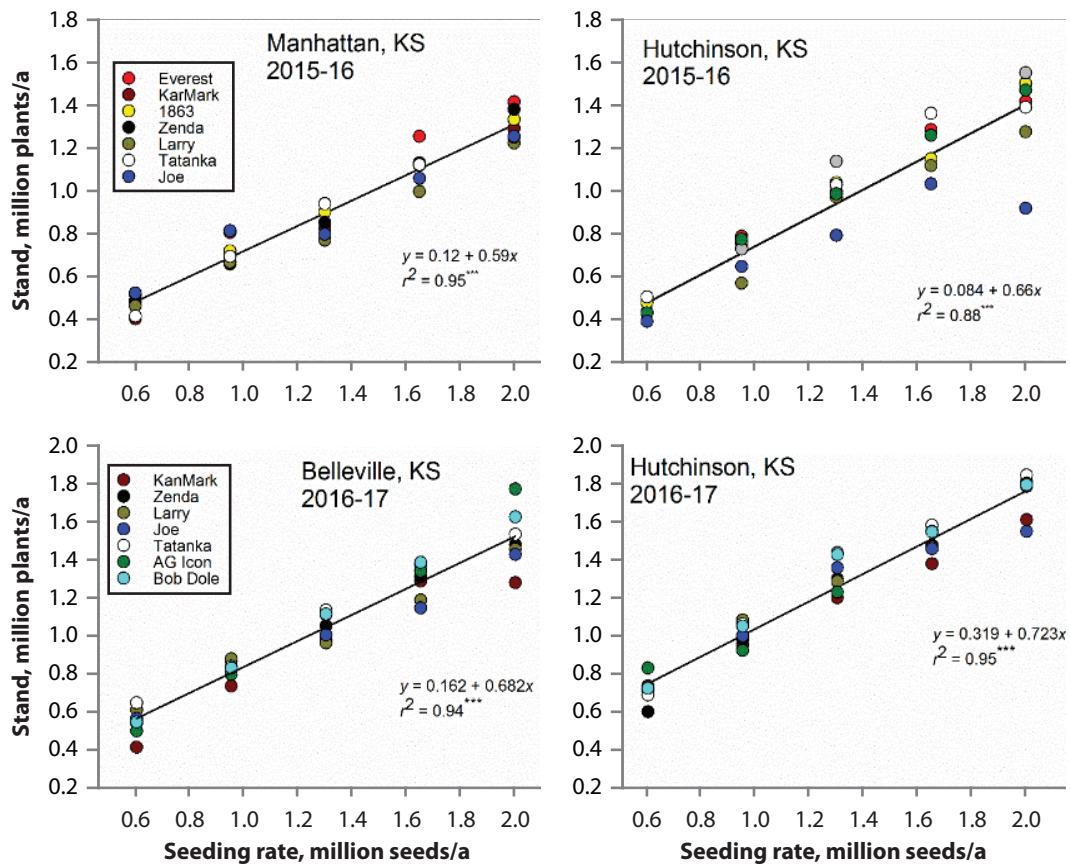 Manhattan, KS
2015-16
Everest
KarMark
1863
Zenda
Larry
Tatanka
Joe
y = 0.12 + 0.59x
r² = 0.95***
1.8
1.6
1.4
1.2
1.0
0.8
0.6
0.4
0.2
Stand, million plants/a
0.6 0.8 1.0 1.2 1.4 1.6 1.8 2.0
Hutchinson, KS
2015-16
y = 0.084 + 0.66x
r² = 0.88***
1.8
1.6
1.4
1.2
1.0
0.8
0.6
0.4
0.2
0.6 0.8 1.0 1.2 1.4 1.6 1.8 2.0
Belleville, KS
2016-17
KanMark
Zenda
Larry
Joe
Tatanka
AG Icon
Bob Dole
y = 0.162 + 0.682x
r² = 0.94***
2.0
1.8
1.6
1.4
1.2
1.0
0.8
0.6
0.4
0.2
Stand, million plants/a
0.6 0.8 1.0 1.2 1.4 1.6 1.8 2.0
Seeding rate, million seeds/a
Hutchinson, KS
2016-17
y = 0.319 + 0.723x
r² = 0.95***
2.0
1.8
1.6
1.4
1.2
1.0
0.8
0.6
0.4
0.2
0.6 0.8 1.0 1.2 1.4 1.6 1.8 2.0
Seeding rate, million seeds/a